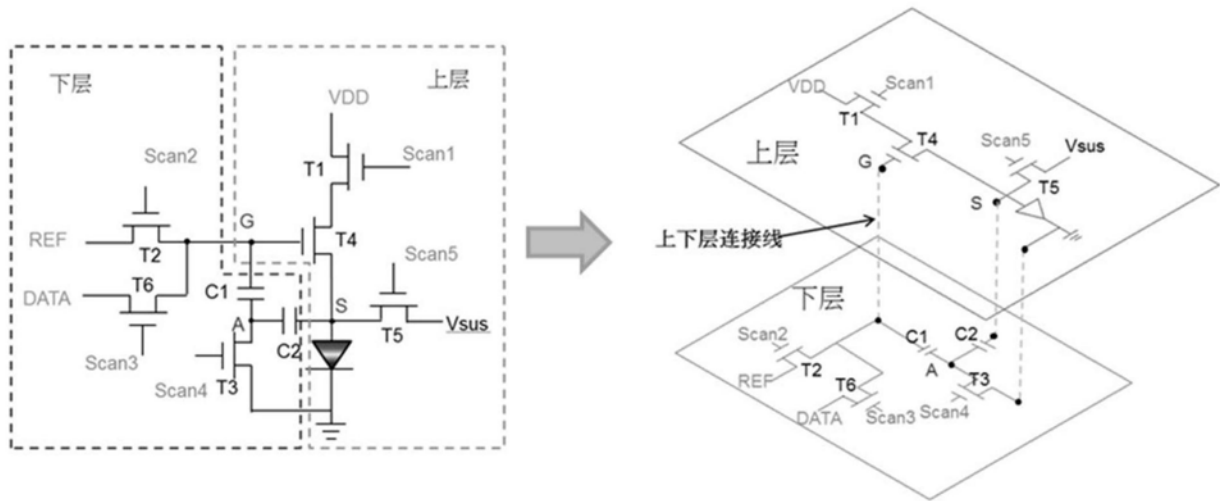 下层
上层
VDD
Scan2
T1
Scan1
G
REF
T2
T4
T6
Scan5
DATA
C1
S
A
C2
T5
Vsus
Scan3
Scan4
T3
VDD
Scan1
T1
T4
上层
G
Scan5
Vsus
T5
S
上下层连接线
下层
Scan2
C1
C2
REF
T2
A
T3
T6
DATA
Scan3
Scan4